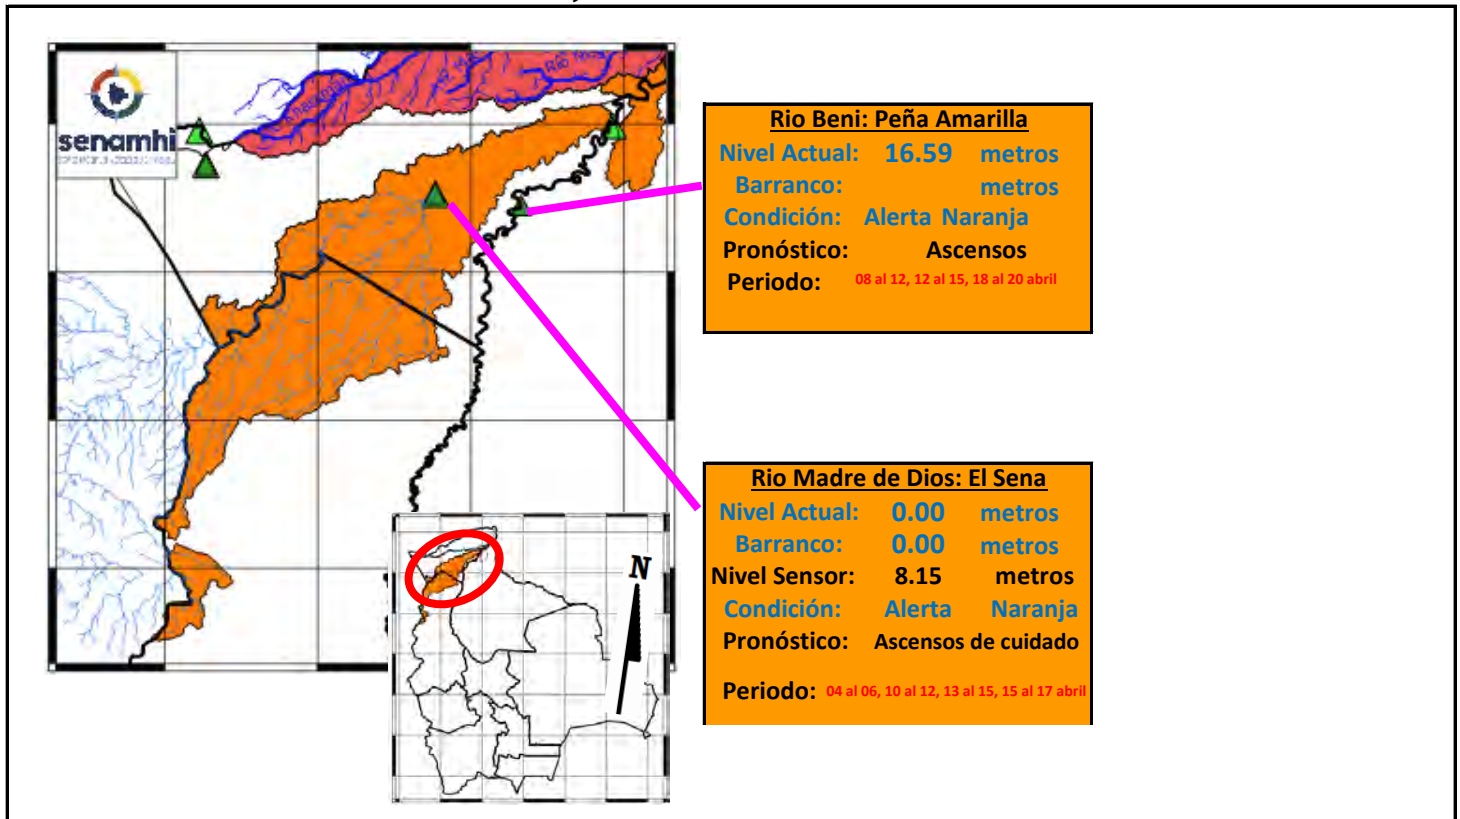 senamhi
Rio Beni: Peña Amarilla
Nivel Actual: 16.59 metros
Barranco: metros
Condición: Alerta Naranja
Pronóstico: Ascensos
Periodo: 08 al 12, 12 al 15, 18 al 20 abril
Rio Madre de Dios: El Sena
Nivel Actual: 0.00 metros
Barranco: 0.00 metros
Nivel Sensor: 8.15 metros
Condición: Alerta Naranja
Pronóstico: Ascensos de cuidado
Periodo: 04 al 06, 10 al 12, 13 al 15, 15 al 17 abril
N